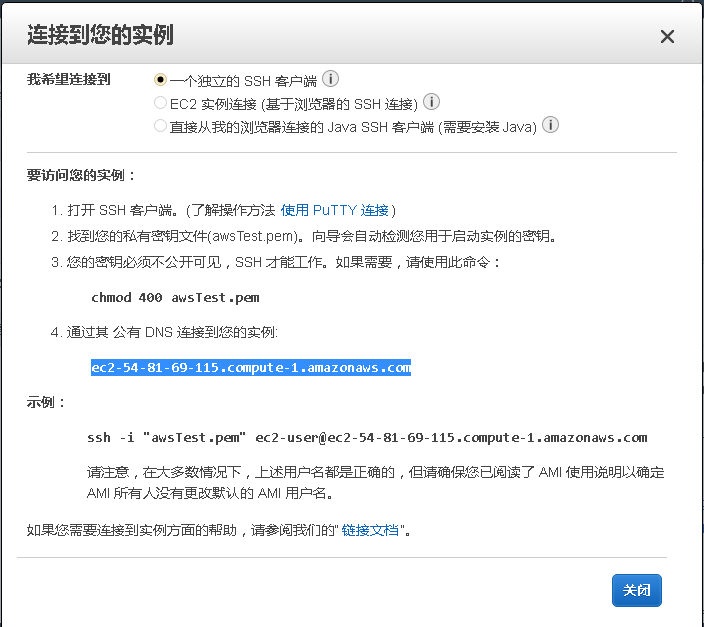 连接到您的实例
我希望连接到
一个独立的 SSH 客户端
EC2 实例连接 (基于浏览器的 SSH 连接)
直接从我的浏览器连接的 Java SSH 客户端 (需要安装 Java)
要访问您的实例：
1. 打开 SSH 客户端。(了解操作方法 使用 PuTTY 连接)
2. 找到您的私有密钥文件(awsTest.pem)。向导会自动检测您用于启动实例的密钥。
3. 您的密钥必须不公开可见，SSH 才能工作。如果需要，请使用此命令：
chmod 400 awsTest.pem
4. 通过其 公有 DNS 连接到您的实例:
ec2-54-81-69-115.compute-1.amazonaws.com
示例：
ssh -i "awsTest.pem" ec2-user@ec2-54-81-69-115.compute-1.amazonaws.com
请注意，在大多数情况下，上述用户名都是正确的，但请确保您已阅读了 AMI 使用说明以确定
AMI 所有人没有更改默认的 AMI 用户名。
如果您需要连接到实例方面的帮助，请参阅我们的"链接文档"。
关闭